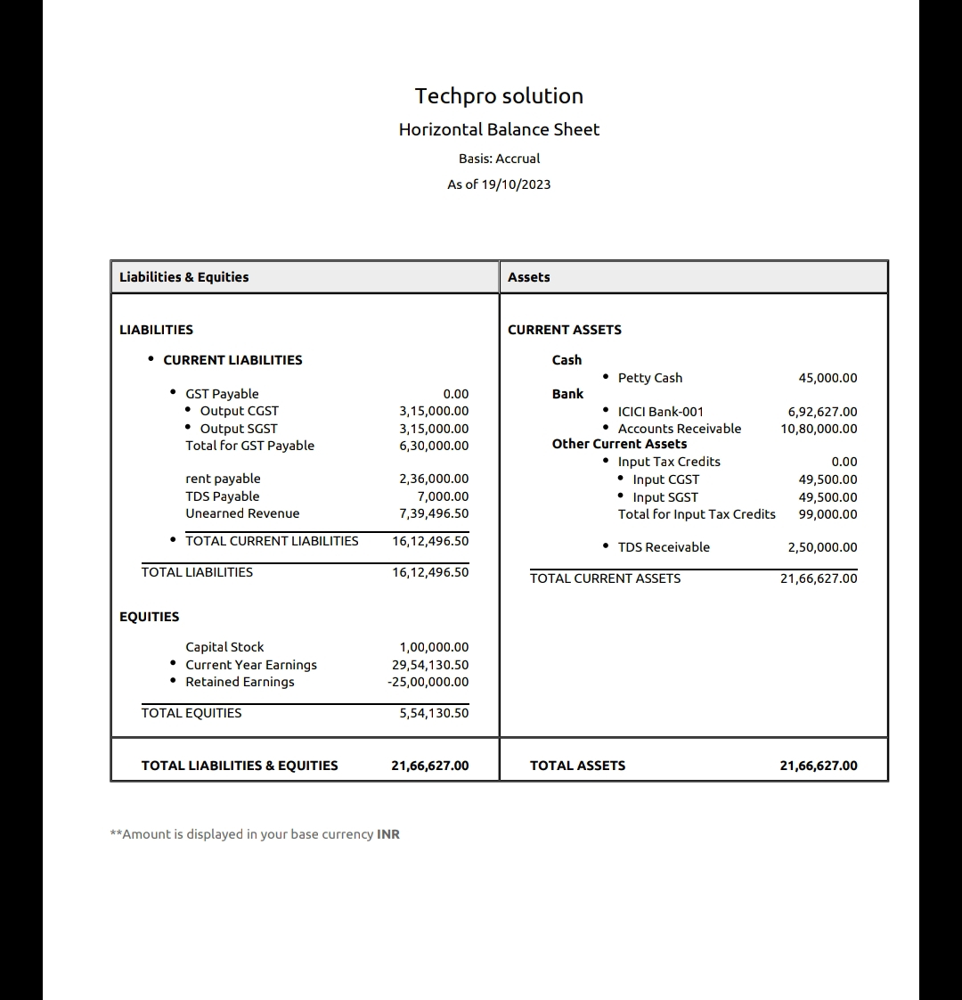 Techpro solution
Horizontal Balance Sheet
Basis: Accrual
As of 19/10/2023
Liabilities & Equities
LIABILITIES
• CURRENT LIABILITIES
• GST Payable 0.00
• Output CGST 3,15,000.00
• Output SGST 3,15,000.00
Total for GST Payable 6,30,000.00
rent payable 2,36,000.00
TDS Payable 7,000.00
Unearned Revenue 7,39,496.50
• TOTAL CURRENT LIABILITIES 16,12,496.50
TOTAL LIABILITIES 16,12,496.50
EQUITIES
Capital Stock 1,00,000.00
• Current Year Earnings 29,54,130.50
• Retained Earnings -25,00,000.00
TOTAL EQUITIES 5,54,130.50
TOTAL LIABILITIES & EQUITIES 21,66,627.00
Assets
CURRENT ASSETS
Cash
• Petty Cash 45,000.00
Bank
• ICICI Bank-001 6,92,627.00
• Accounts Receivable 10,80,000.00
Other Current Assets
• Input Tax Credits 0.00
• Input CGST 49,500.00
• Input SGST 49,500.00
Total for Input Tax Credits 99,000.00
• TDS Receivable 2,50,000.00
TOTAL CURRENT ASSETS 21,66,627.00
TOTAL ASSETS 21,66,627.00
**Amount is displayed in your base currency INR